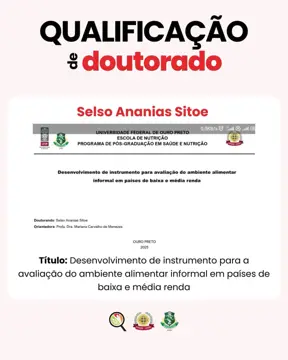 QUALIFICAÇÃO
de doutorado
Selso Ananias Sitoe
UNIVERSIDADE FEDERAL DE OURO PRETO
ESCOLA DE NUTRIÇÃO
PROGRAMA DE PÓS-GRADUAÇÃO EM SAÚDE E NUTRIÇÃO
Desenvolvimento de instrumento para avaliação do ambiente alimentar
informal em países de baixa e média renda
Doutorando: Selso Ananias Sitoe
Orientadora: Profa. Dra. Mariana Carvalho de Menezes
OURO PRETO
2025
Título: Desenvolvimento de instrumento para a
avaliação do ambiente alimentar informal em países de
baixa e média renda